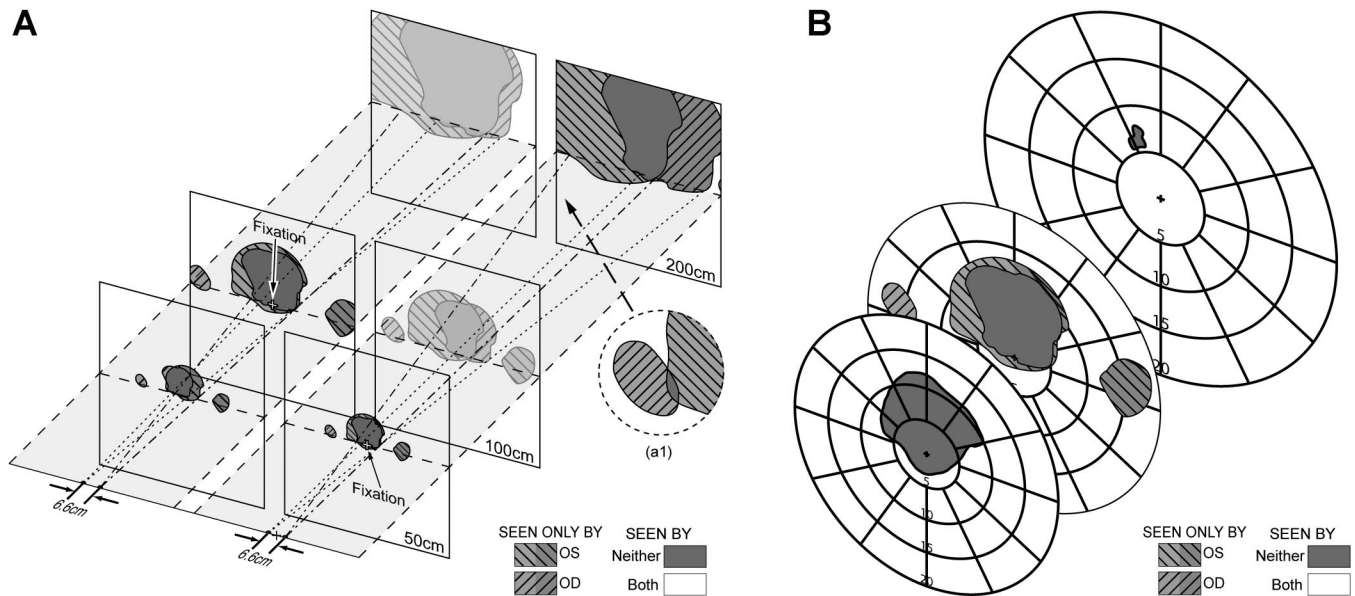 A
B
Fixation
200cm
(a1)
100cm
Fixation
50cm
6.6cm
6.6cm
SEEN ONLY BY
SEEN BY
OS
Neither
OD
Both
5
10
15
20
5
10
15
20
SEEN ONLY BY
SEEN BY
OS
Neither
OD
Both